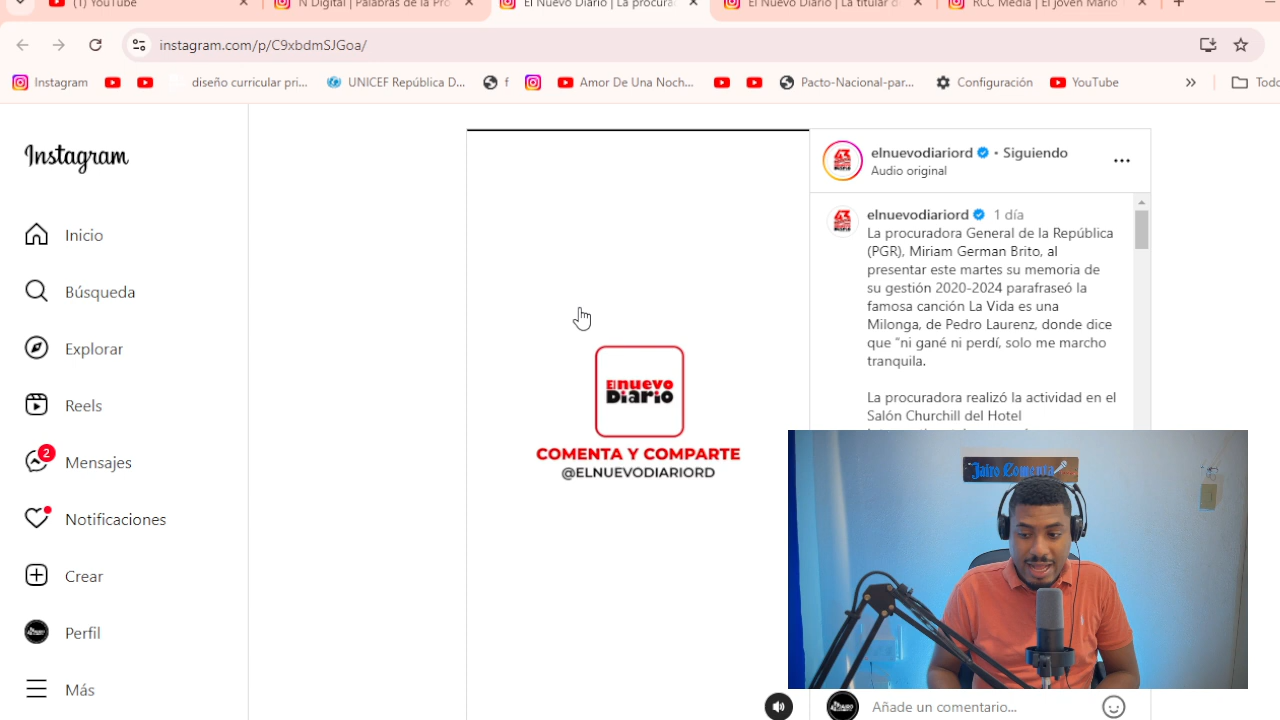 (1) YouTube
N Digital | Palabras de la Pro
El Nuevo Diario | La procura
El Nuevo Diario | La titular de
RCC Media | El joven Mario
instagram.com/p/C9xbdmSJGoa/
Instagram
diseño curricular pri...
UNICEF República D...
f
Amor De Una Noch...
Pacto-Nacional-par...
Configuración
YouTube
»
Todo
Instagram
Inicio
Búsqueda
Explorar
Reels
2
Mensajes
Notificaciones
Crear
Perfil
Más
El nuevo
Diario
COMENTA Y COMPARTE
@ELNUEVODIARIORD
elnuevodiariord • Siguiendo
Audio original
elnuevodiariord 1 día
La procuradora General de la República
(PGR), Miriam German Brito, al
presentar este martes su memoria de
su gestión 2020-2024 parafraseó la
famosa canción La Vida es una
Milonga, de Pedro Laurenz, donde dice
que "ni gané ni perdí, solo me marcho
tranquila.
La procuradora realizó la actividad en el
Salón Churchill del Hotel
Jairo Comenta
Añade un comentario...